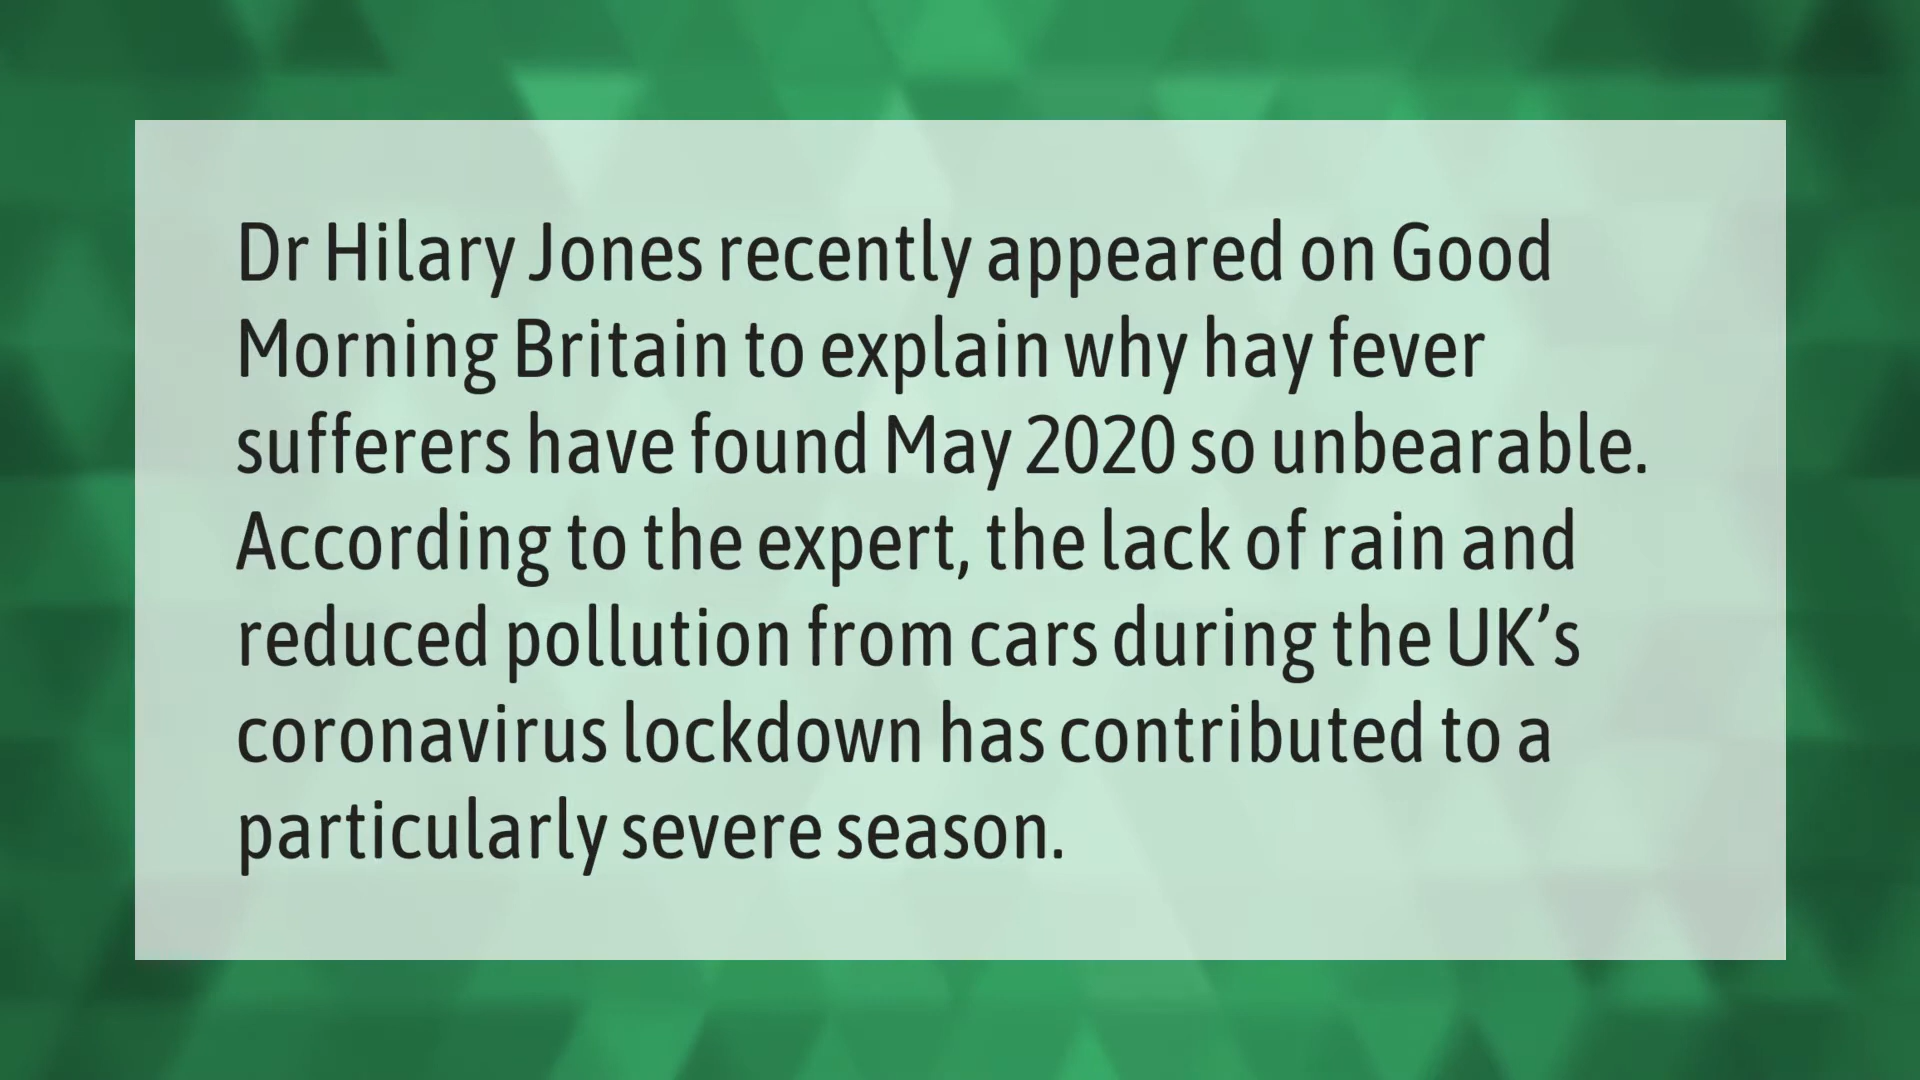 Dr Hilary Jones recently appeared on Good
Morning Britain to explain why hay fever
sufferers have found May 2020 so unbearable.
According to the expert, the lack of rain and
reduced pollution from cars during the UK’s
coronavirus lockdown has contributed to a
particularly severe season.